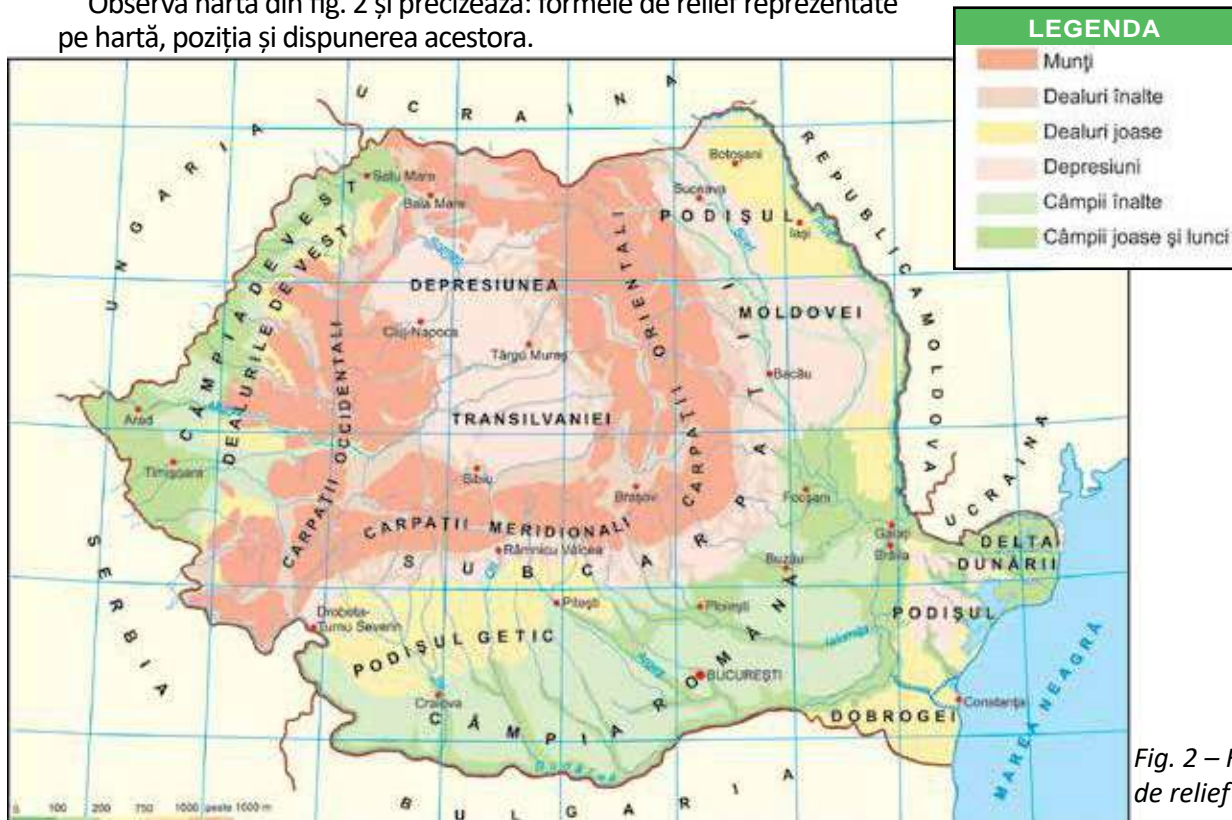 Observă harta din fig. 2 și precizează: formele de relief reprezentate
pe hartă, poziția și dispunerea acestora.
LEGENDA
Munți
Dealuri înalte
Dealuri joase
Depresiuni
Câmpii înalte
Câmpii joase și lunci
UCRAINA
UNGARIA
REPUBLICA MOLDOVA
UCRAINA
SERBIA
BULGARIA
MAREA NEAGRĂ
Satu Mare
Baia Mare
Botoșani
Suceava
PODIȘUL
Iași
Siret
Prut
CÂMPIA DE VEST
DEALURILE DE VEST
Someș
DEPRESIUNEA
CARPAȚII ORIENTALI
MOLDOVEI
Cluj-Napoca
Târgu Mureș
Bacău
CARPAȚII OCCIDENTALI
Arad
TRANSILVANIEI
Timișoara
Sibiu
Brașov
Focșani
CARPAȚII MERIDIONALI
Râmnicu Vâlcea
SUBCARPAȚII
Galați
Brăila
Buzău
DELTA
DUNĂRII
Olt
Pitești
Ploiești
PODIȘUL
Drobeta-
Turnu Severin
PODIȘUL GETIC
Ialomița
Argeș
BUCUREȘTI
Craiova
CÂMPIA ROMÂNĂ
Constanța
DOBROGEI
Dunărea
100 200 750 1000 peste 1000 m
Fig. 2 –
de relief